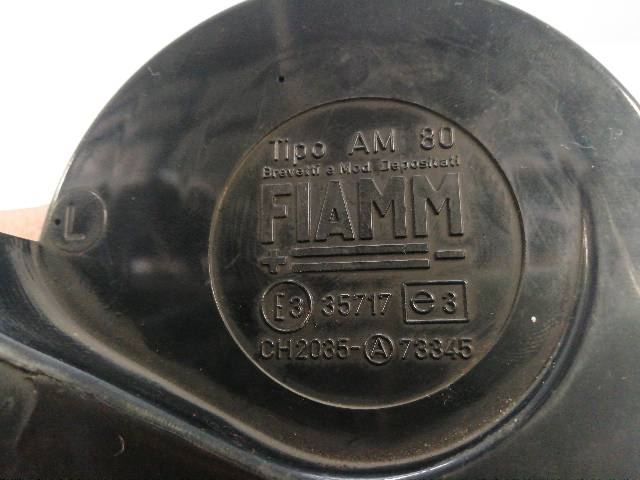 Tipo AM 80
Brevetti e Mod. Depositati
FIAMM
+ -
L
E3 35717 e3
CH2035-A 73345